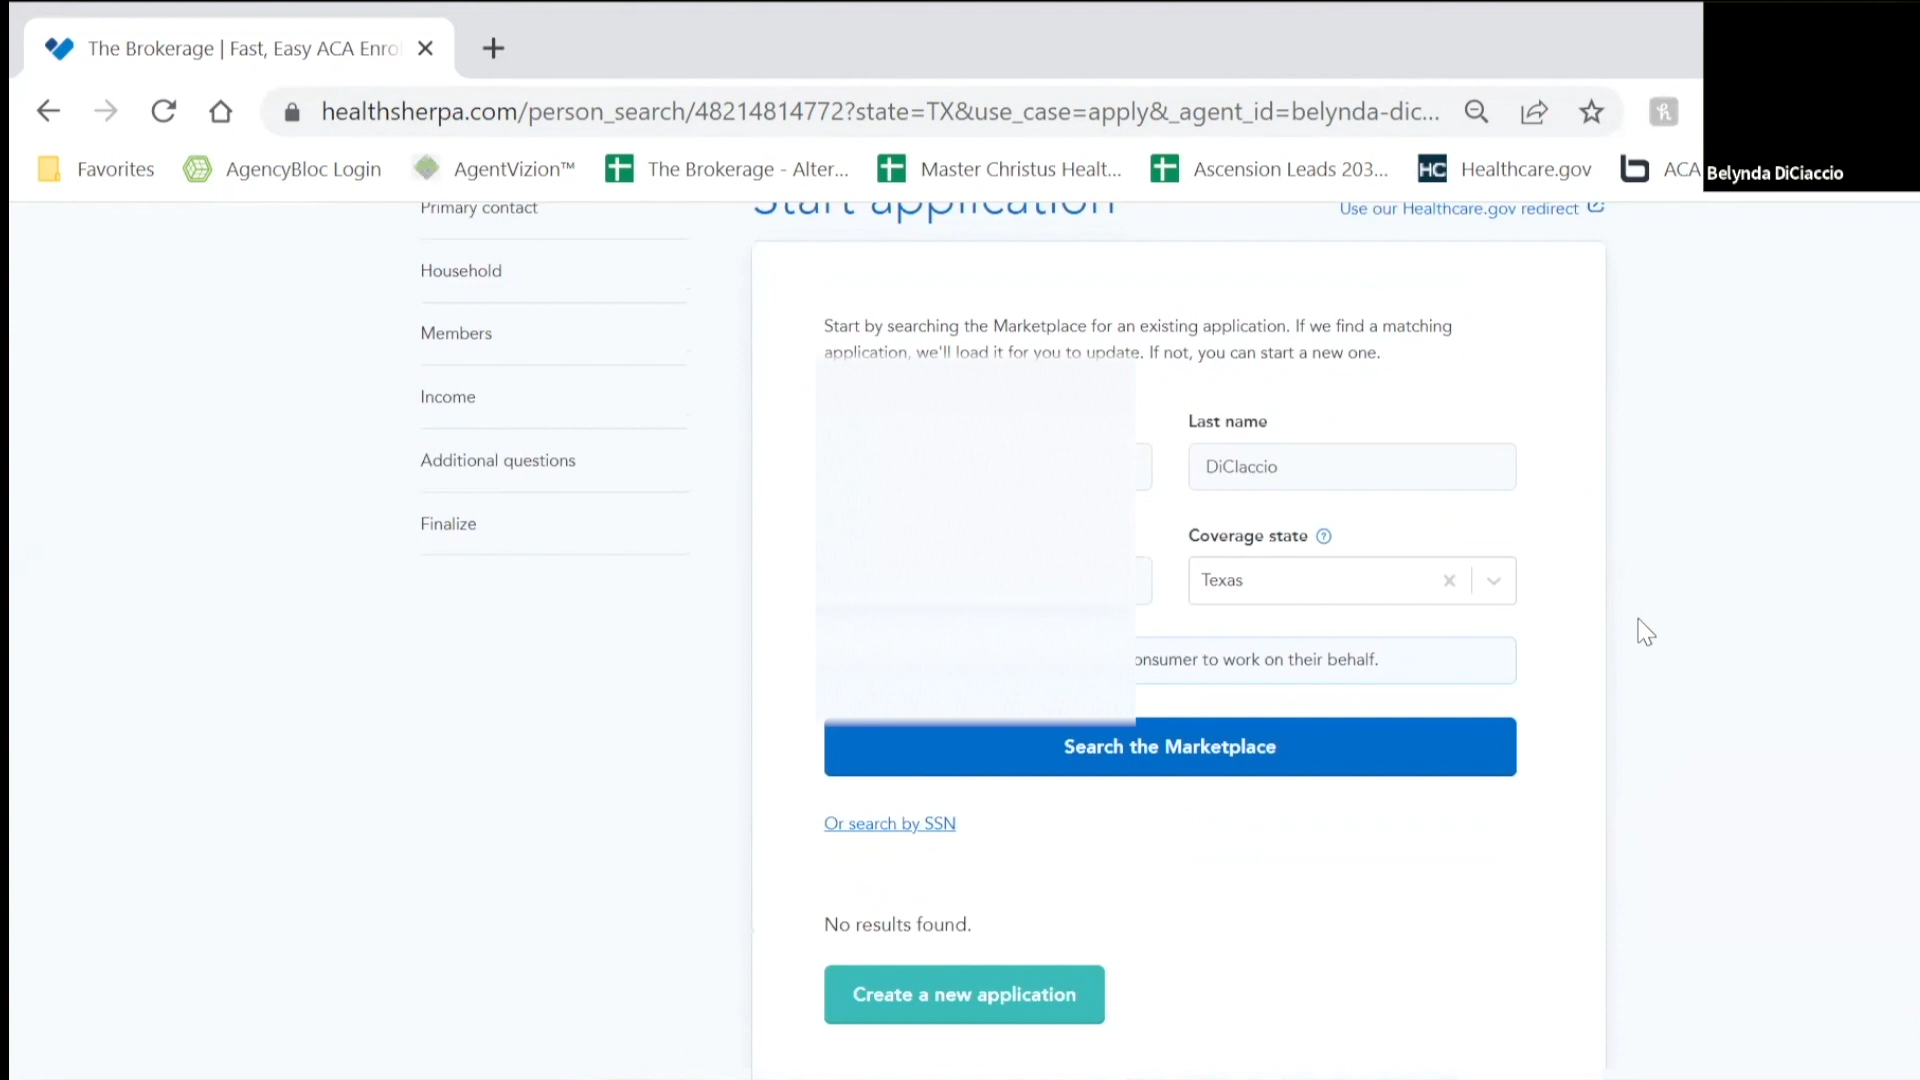 The Brokerage | Fast, Easy ACA Enro
healthsherpa.com/person_search/48214814772?state=TX&use_case=apply&_agent_id=belynda-dic...
Favorites
AgencyBloc Login
AgentVizion™
The Brokerage - Alter...
Master Christus Healt...
Ascension Leads 203...
HC
Healthcare.gov
ACA
Belynda DiCiaccio
Primary contact
Household
Members
Income
Additional questions
Finalize
Start application
Use our Healthcare.gov redirect
Start by searching the Marketplace for an existing application. If we find a matching
application, we'll load it for you to update. If not, you can start a new one.
Last name
DiCIaccio
Coverage state ?
Texas
onsumer to work on their behalf.
Search the Marketplace
Or search by SSN
No results found.
Create a new application